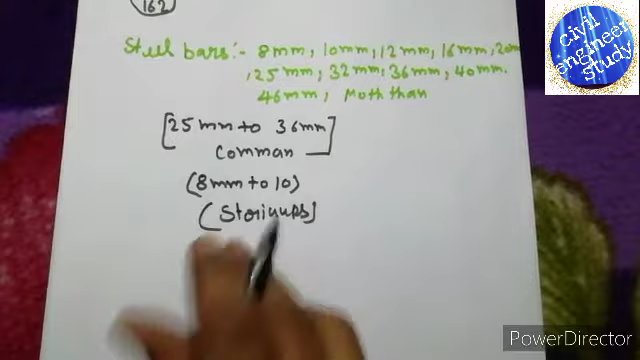 162
Steel bars:- 8mm, 10mm, 12mm, 16mm, 20mm
, 25mm, 32mm, 36mm, 40mm.
46mm, Moth than
[25mm to 36mm]
Comman
(8mm to 10)
(Storiuups)
civil
engineer
study
PowerDirector